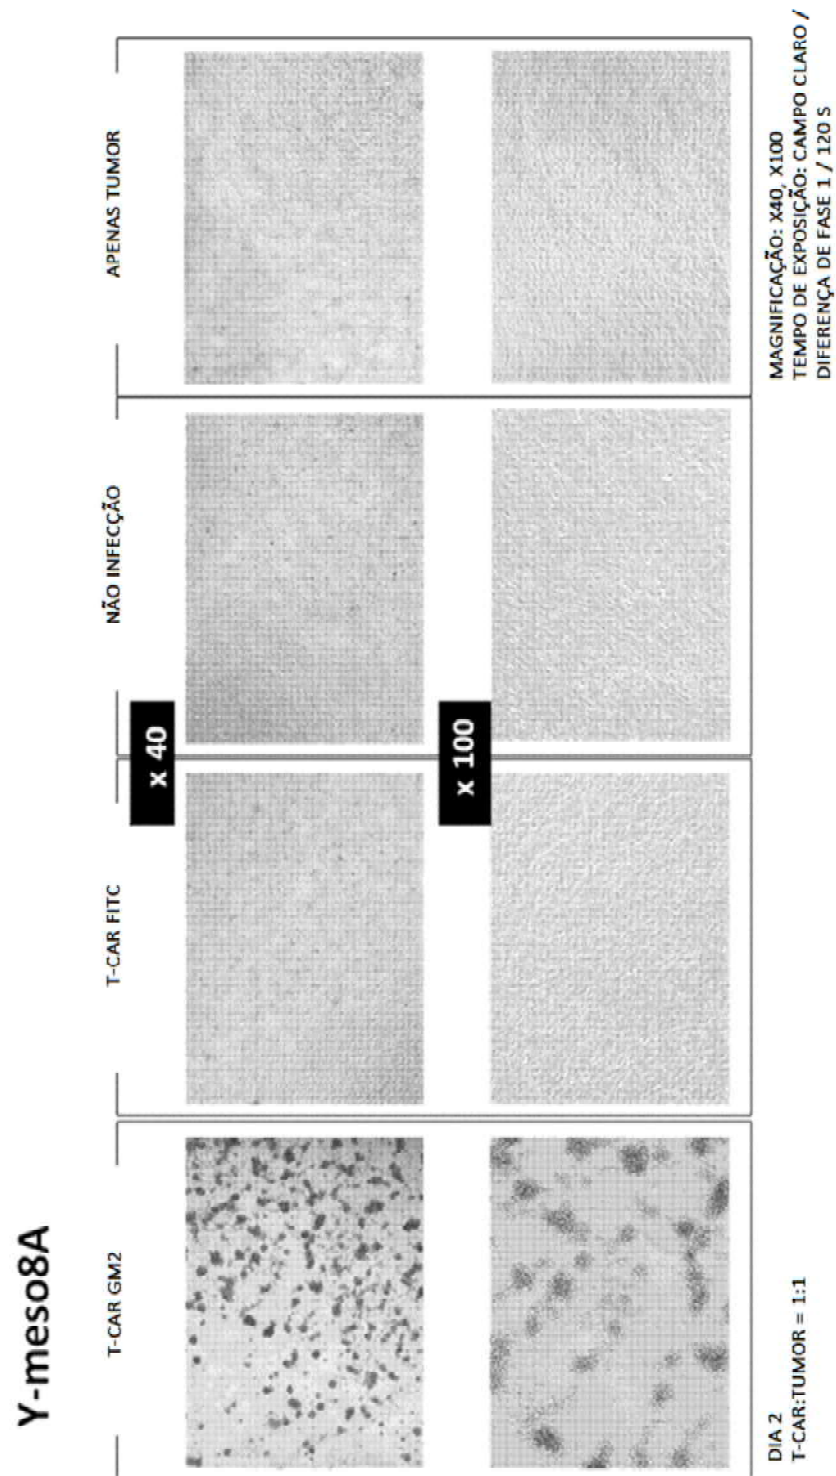 Y-meso8A
T-CAR GM2
T-CAR FITC
NÃO INFECÇÃO
APENAS TUMOR
x 40
x 100
DIA 2
T-CAR:TUMOR = 1:1
MAGNIFICAÇÃO: X40, X100
TEMPO DE EXPOSIÇÃO: CAMPO CLARO /
DIFERENÇA DE FASE 1 / 120 S